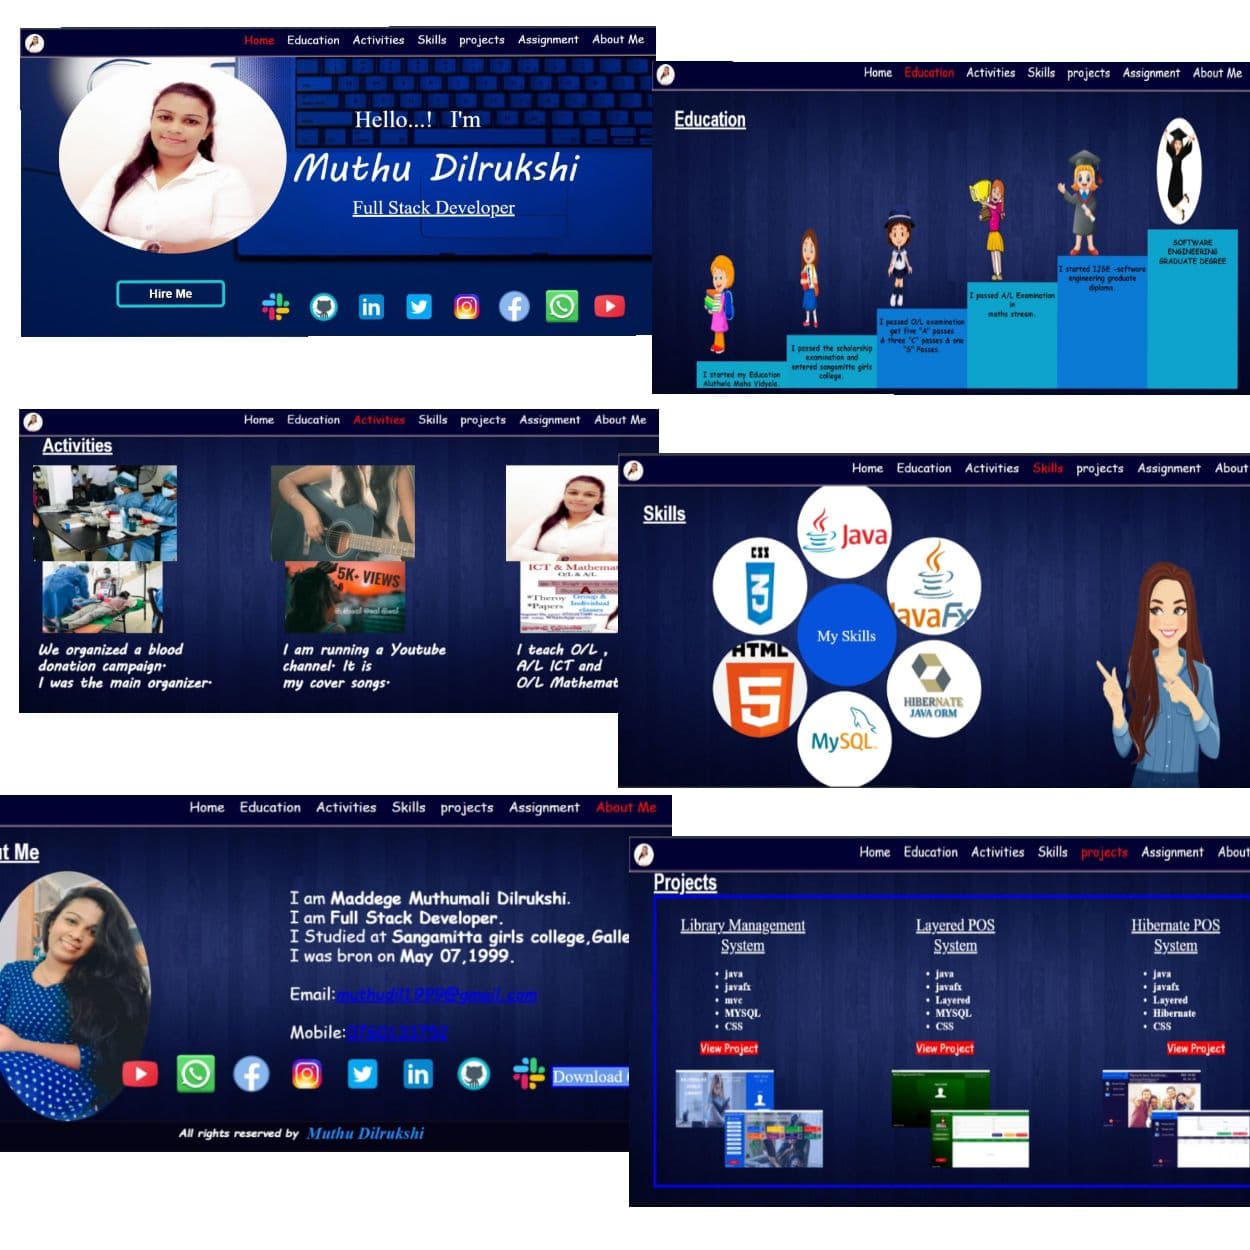 Home Education Activities Skills projects Assignment About Me
Hello...! I'm
Muthu Dilrukshi
Full Stack Developer
Hire Me
Home Education Activities Skills projects Assignment About Me
Education
I started my Education
Aluthela Maha Vidyela.
I passed the scholarship
examination and
entered sangamitta girls
college.
I passed O/L examination
get five "A" passes
& three "C" passes & one
"S" Passes.
I passed A/L Examination
in
maths stream.
I started IJSE -software
engineering graduate
diploma.
SOFTWARE
ENGINEERING
GRADUATE DEGREE
Home Education Activities Skills projects Assignment About Me
Activities
5K+ VIEWS
ICT & Mathemat
O/L & A/L
*Theroy
*Papers
Group &
Individual
classes
We organized a blood
donation campaign.
I was the main organizer.
I am running a Youtube
channel. It is
my cover songs.
I teach O/L ,
A/L ICT and
O/L Mathemat
Home Education Activities Skills projects Assignment About
Skills
Java
CSS
3
JavaFx
My Skills
HTML
5
HIBERNATE
JAVA ORM
MySQL
Home Education Activities Skills projects Assignment About Me
ut Me
I am Maddege Muthumali Dilrukshi.
I am Full Stack Developer.
I Studied at Sangamitta girls college,Galle
I was bron on May 07,1999.
Email:muthudil1999@gmail.com
Mobile:
Download
All rights reserved by Muthu Dilrukshi
Home Education Activities Skills projects Assignment About
Projects
Library Management
System
• java
• javafx
• mvc
• MYSQL
• CSS
View Project
Layered POS
System
• java
• javafx
• Layered
• MYSQL
• CSS
View Project
Hibernate POS
System
• java
• javafx
• Layered
• Hibernate
• CSS
View Project